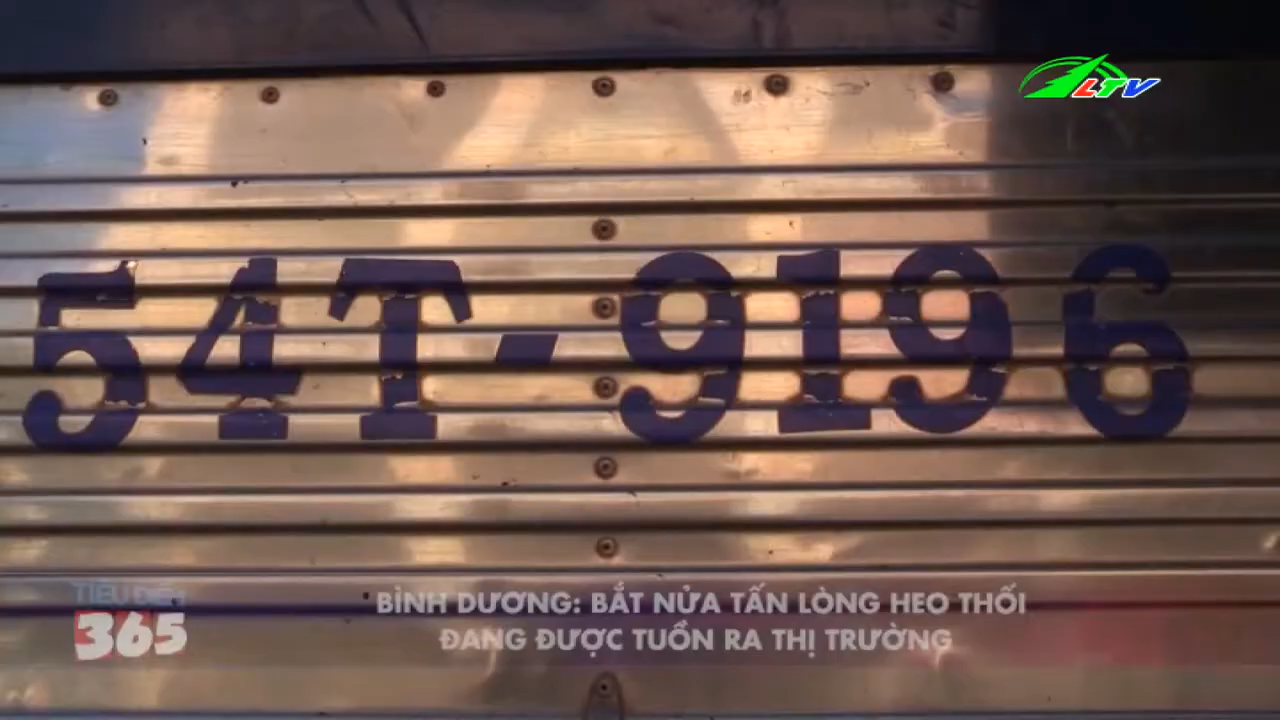 LTV
54T-9196
TIÊU ĐIỂM
365
BÌNH DƯƠNG: BẮT NỬA TẤN LÒNG HEO THỐI
ĐANG ĐƯỢC TUỒN RA THỊ TRƯỜNG